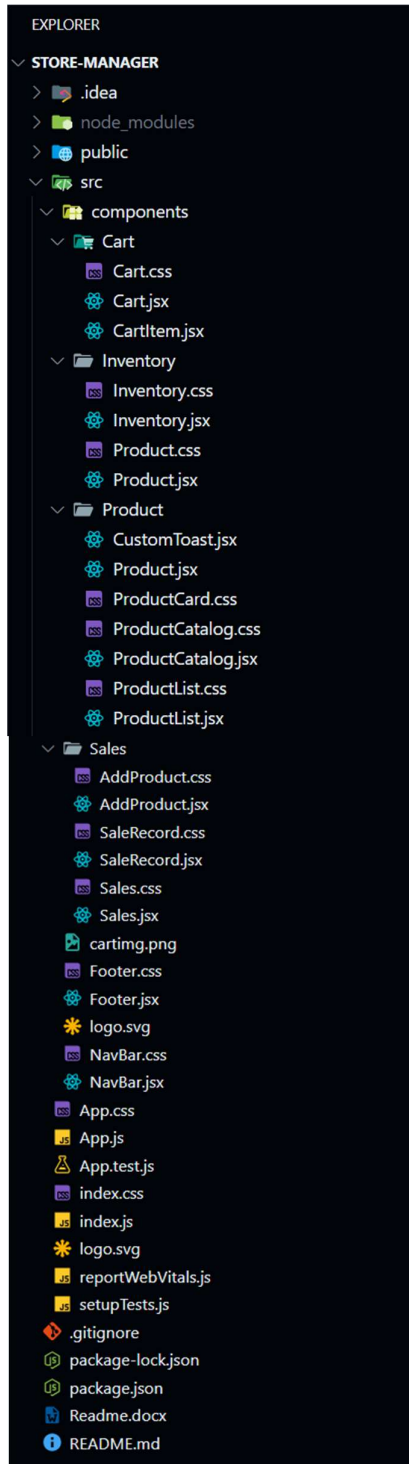 EXPLORER
STORE-MANAGER
.idea
node_modules
public
src
components
Cart
Cart.css
Cart.jsx
CartItem.jsx
Inventory
Inventory.css
Inventory.jsx
Product.css
Product.jsx
Product
CustomToast.jsx
Product.jsx
ProductCard.css
ProductCatalog.css
ProductCatalog.jsx
ProductList.css
ProductList.jsx
Sales
AddProduct.css
AddProduct.jsx
SaleRecord.css
SaleRecord.jsx
Sales.css
Sales.jsx
cartimg.png
Footer.css
Footer.jsx
logo.svg
NavBar.css
NavBar.jsx
App.css
App.js
App.test.js
index.css
index.js
logo.svg
reportWebVitals.js
setupTests.js
.gitignore
package-lock.json
package.json
Readme.docx
README.md